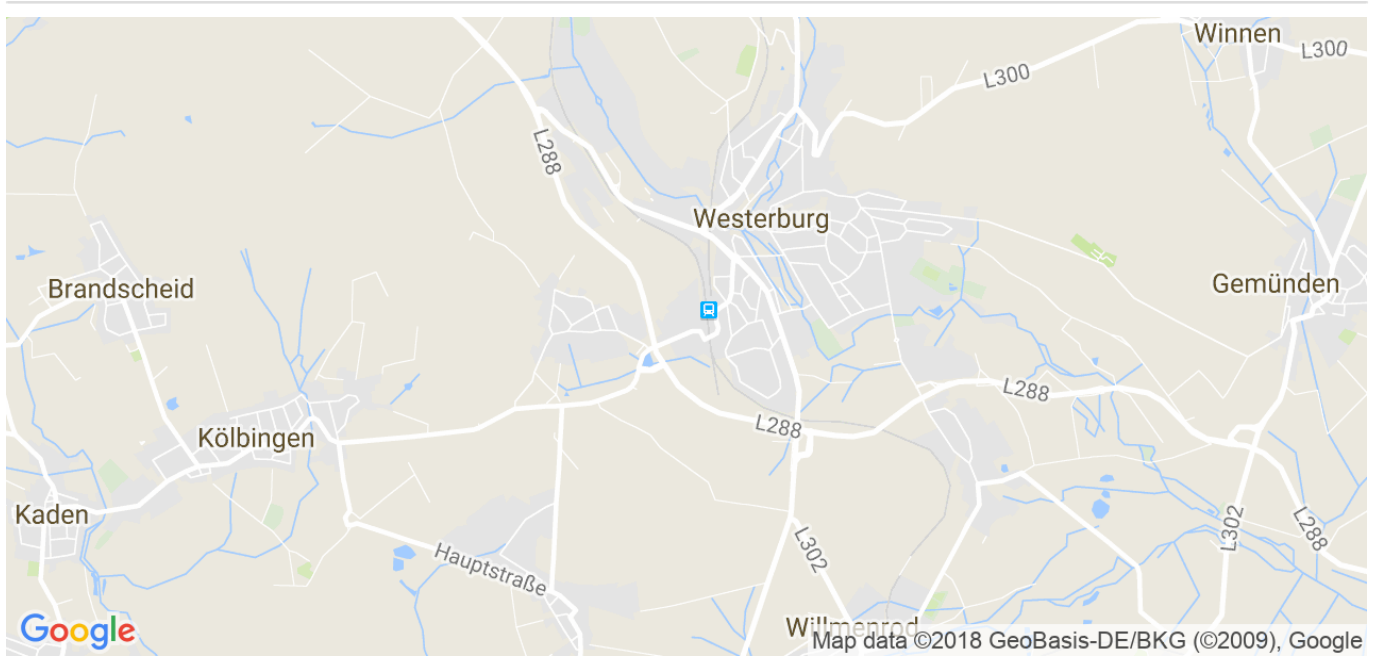 Winnen
L300
L300
L288
Westerburg
Brandscheid
Gemünden
L288
L288
Kölbingen
Kaden
L302
L288
L302
Hauptstraße
Willmenrod
Google
Map data ©2018 GeoBasis-DE/BKG (©2009), Google